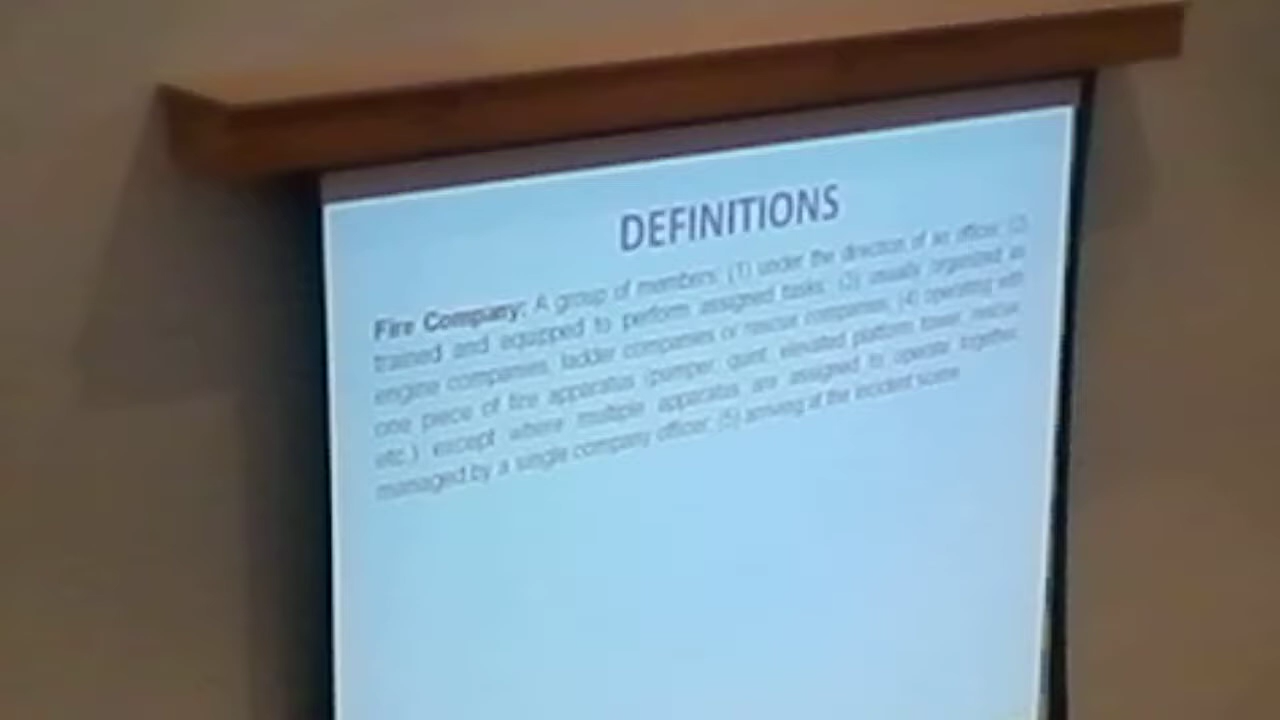 DEFINITIONS
Fire Company: A group of members: (1) under the direction of an officer; (2)
trained and equipped to perform assigned tasks; (3) usually organized as
engine companies, ladder companies or rescue companies; (4) operating with
one piece of fire apparatus (pumper, quint, elevated platform tower, rescue
etc.) except where multiple apparatus are assigned to operate together
managed by a single company officer; (5) arriving at the incident scene